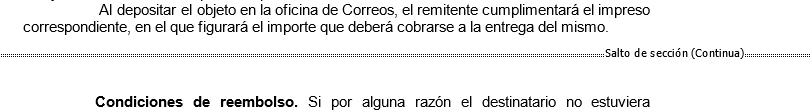 Al depositar el objeto en la oficina de Correos, el remitente cumplimentará el impreso
correspondiente, en el que figurará el importe que deberá cobrarse a la entrega del mismo.
Salto de sección (Continua)
Condiciones de reembolso. Si por alguna razón el destinatario no estuviera